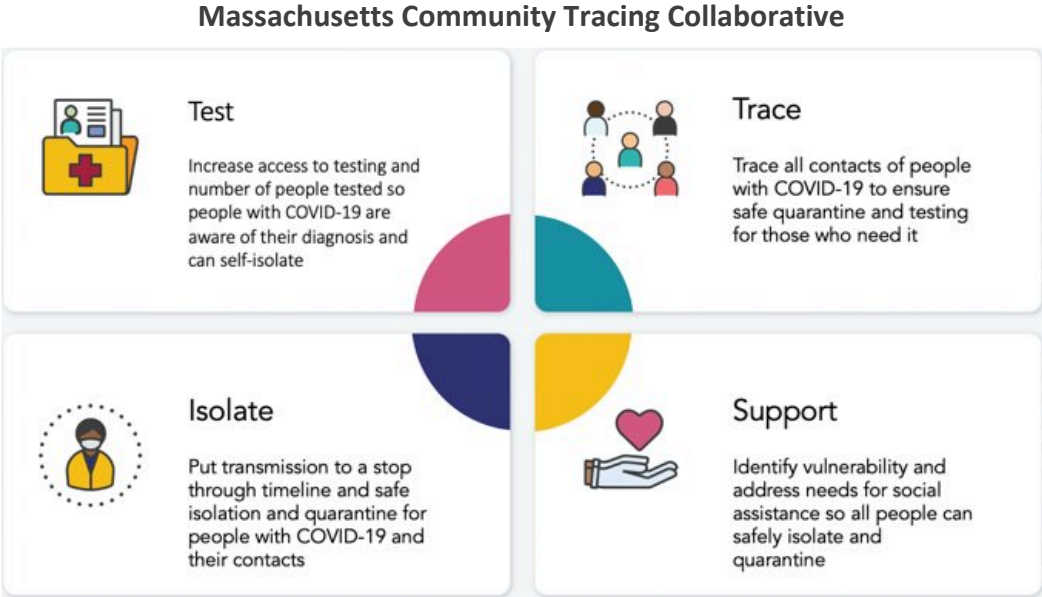 Massachusetts Community Tracing Collaborative
Test
Increase access to testing and
number of people tested so
people with COVID-19 are
aware of their diagnosis and
can self-isolate
Trace
Trace all contacts of people
with COVID-19 to ensure
safe quarantine and testing
for those who need it
Isolate
Put transmission to a stop
through timeline and safe
isolation and quarantine for
people with COVID-19 and
their contacts
Support
Identify vulnerability and
address needs for social
assistance so all people can
safely isolate and
quarantine